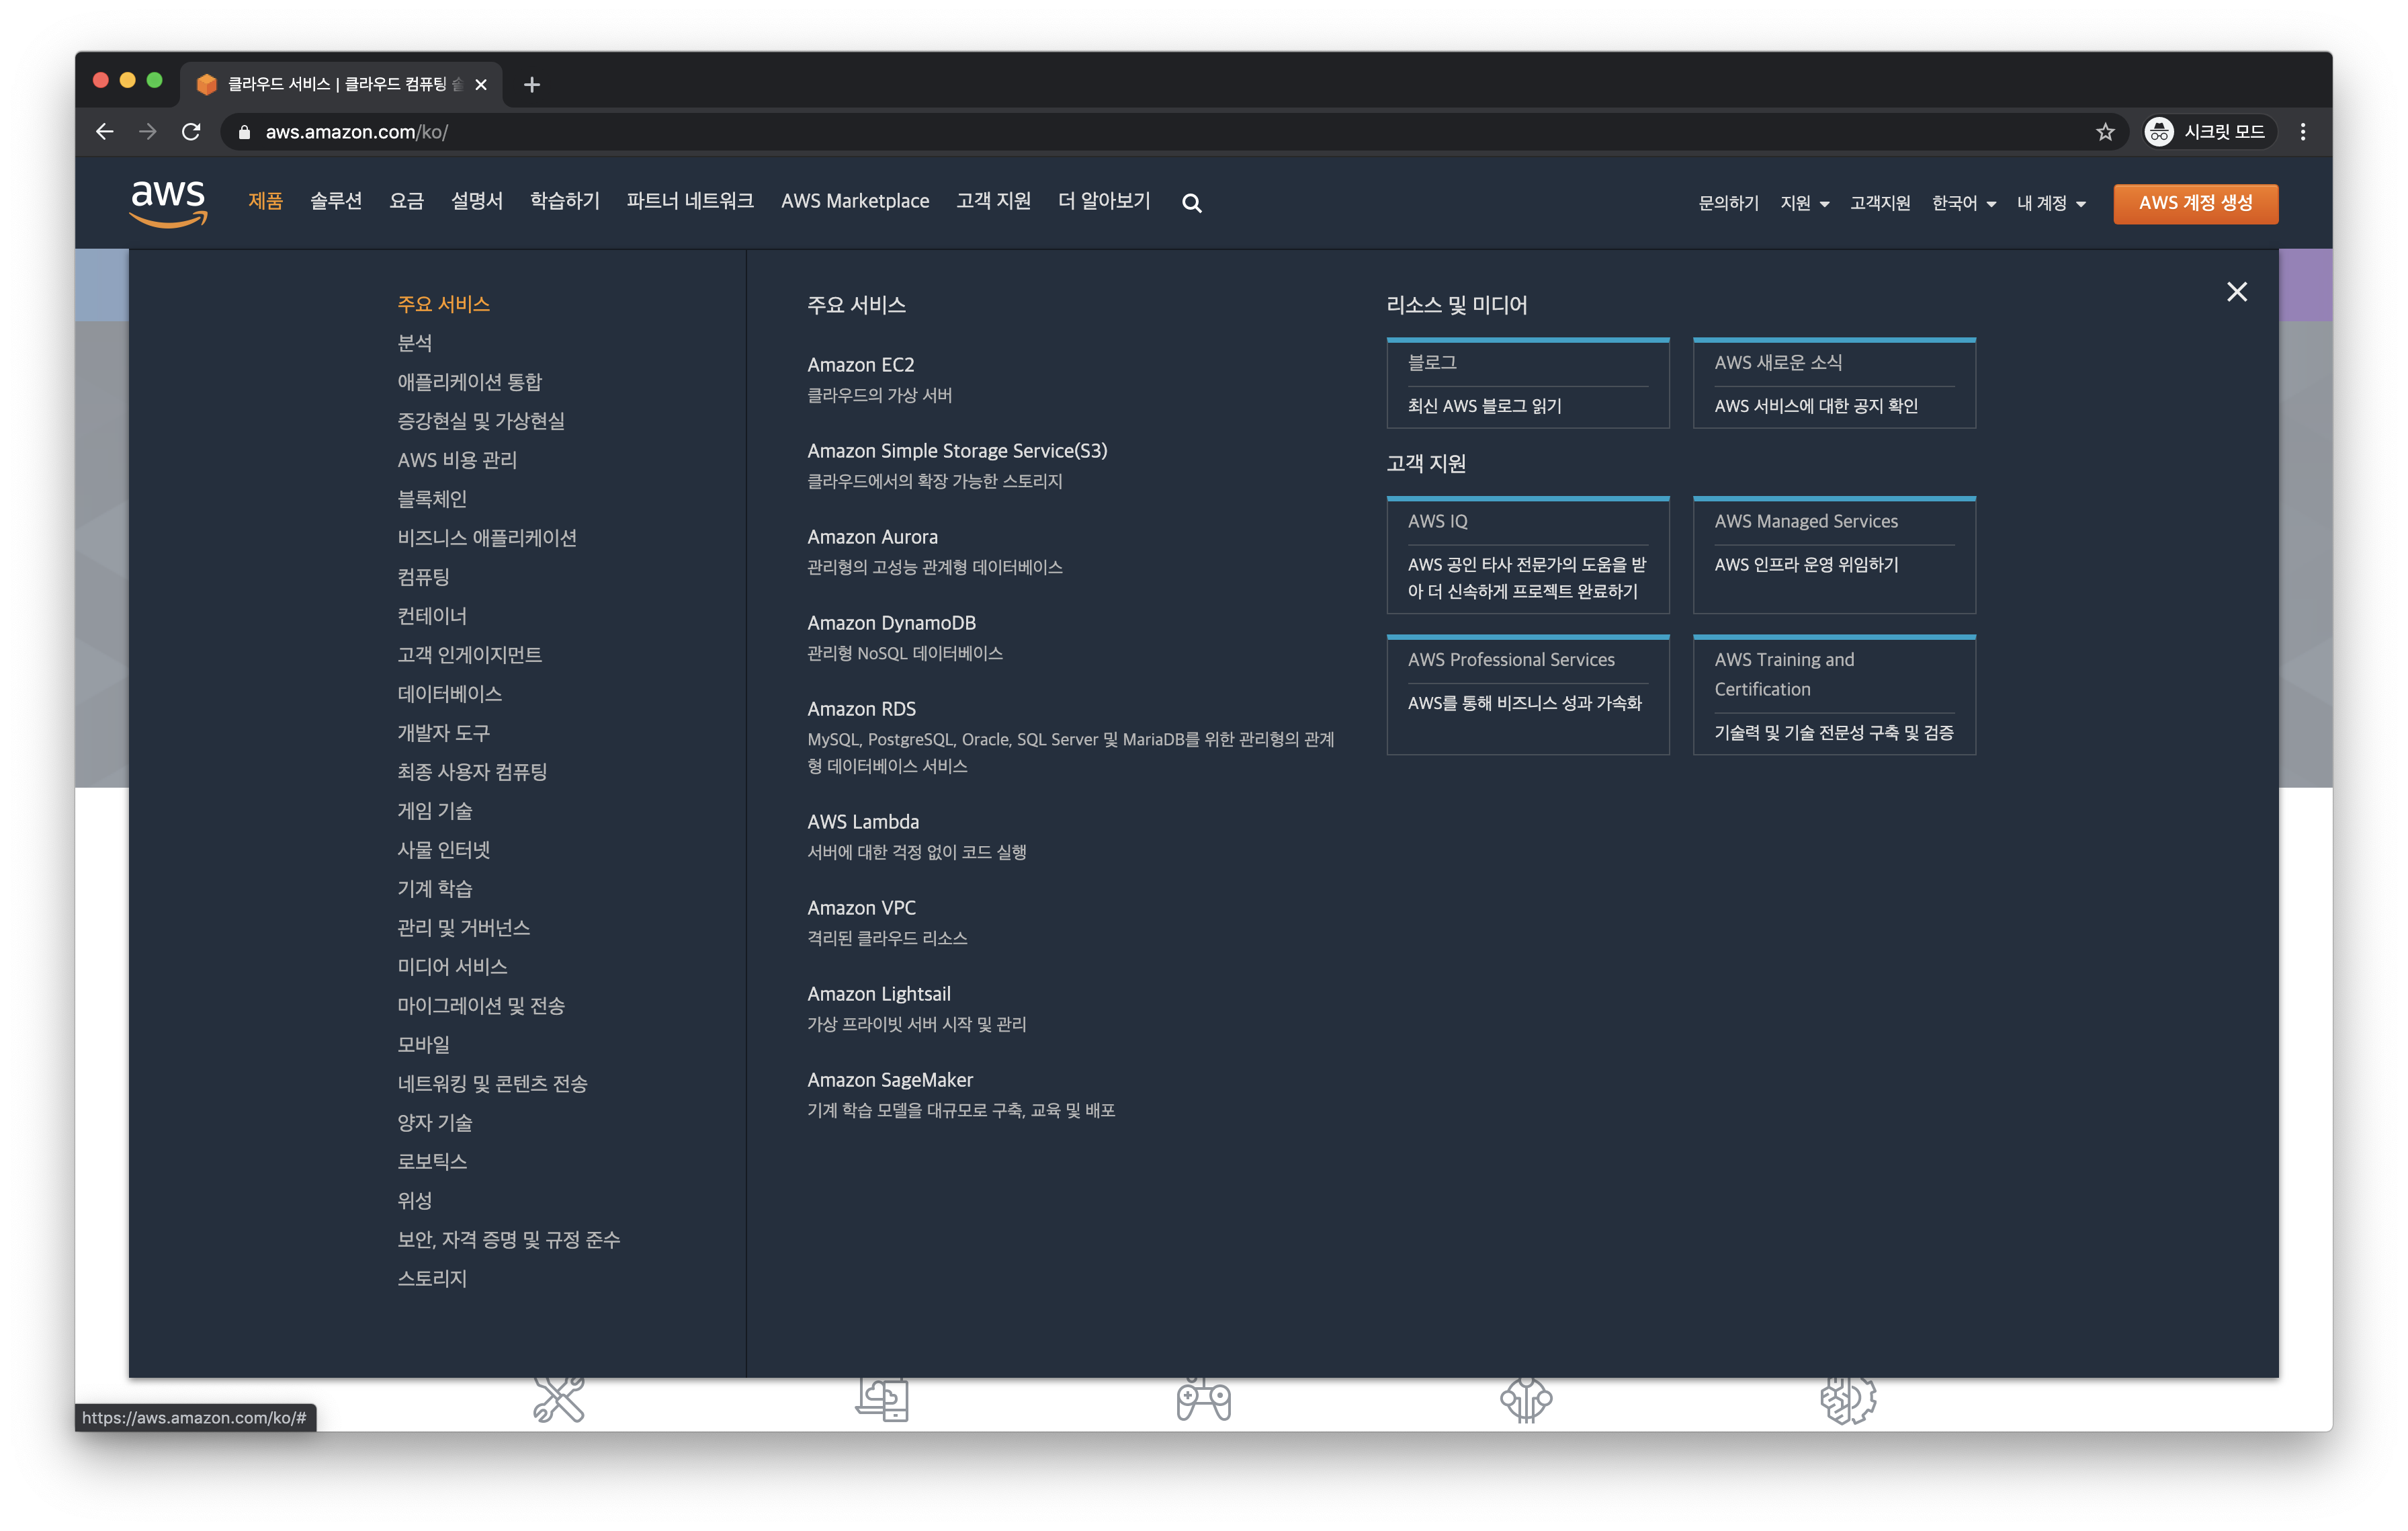 클라우드 서비스 | 클라우드 컴퓨팅
aws.amazon.com/ko/
시크릿 모드
aws
제품
솔루션
요금
설명서
학습하기
파트너 네트워크
AWS Marketplace
고객 지원
더 알아보기
문의하기
지원
고객지원
한국어
내 계정
AWS 계정 생성
주요 서비스
분석
애플리케이션 통합
증강현실 및 가상현실
AWS 비용 관리
블록체인
비즈니스 애플리케이션
컴퓨팅
컨테이너
고객 인게이지먼트
데이터베이스
개발자 도구
최종 사용자 컴퓨팅
게임 기술
사물 인터넷
기계 학습
관리 및 거버넌스
미디어 서비스
마이그레이션 및 전송
모바일
네트워킹 및 콘텐츠 전송
양자 기술
로보틱스
위성
보안, 자격 증명 및 규정 준수
스토리지
주요 서비스
Amazon EC2
클라우드의 가상 서버
Amazon Simple Storage Service(S3)
클라우드에서의 확장 가능한 스토리지
Amazon Aurora
관리형의 고성능 관계형 데이터베이스
Amazon DynamoDB
관리형 NoSQL 데이터베이스
Amazon RDS
MySQL, PostgreSQL, Oracle, SQL Server 및 MariaDB를 위한 관리형의 관계
형 데이터베이스 서비스
AWS Lambda
서버에 대한 걱정 없이 코드 실행
Amazon VPC
격리된 클라우드 리소스
Amazon Lightsail
가상 프라이빗 서버 시작 및 관리
Amazon SageMaker
기계 학습 모델을 대규모로 구축, 교육 및 배포
리소스 및 미디어
블로그
최신 AWS 블로그 읽기
AWS 새로운 소식
AWS 서비스에 대한 공지 확인
고객 지원
AWS IQ
AWS 공인 타사 전문가의 도움을 받
아 더 신속하게 프로젝트 완료하기
AWS Managed Services
AWS 인프라 운영 위임하기
AWS Professional Services
AWS를 통해 비즈니스 성과 가속화
AWS Training and
Certification
기술력 및 기술 전문성 구축 및 검증
https://aws.amazon.com/ko/#